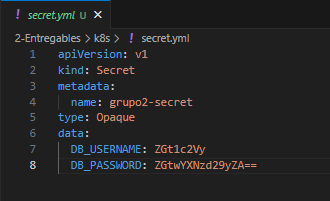 secret.yml U
2-Entregables > k8s > ! secret.yml
1 apiVersion: v1
2 kind: Secret
3 metadata:
4 name: grupo2-secret
5 type: Opaque
6 data:
7 DB_USERNAME: ZGt1c2Vy
8 DB_PASSWORD: ZGtwYXNzd29yZA==